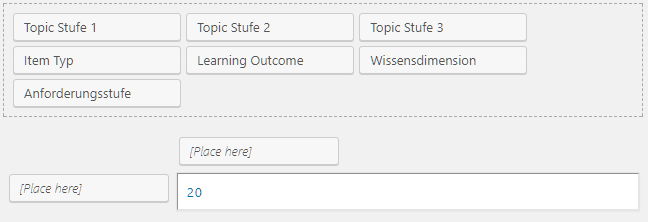 Topic Stufe 1 Topic Stufe 2 Topic Stufe 3
Item Typ Learning Outcome Wissensdimension
Anforderungsstufe
[Place here]
[Place here] 20